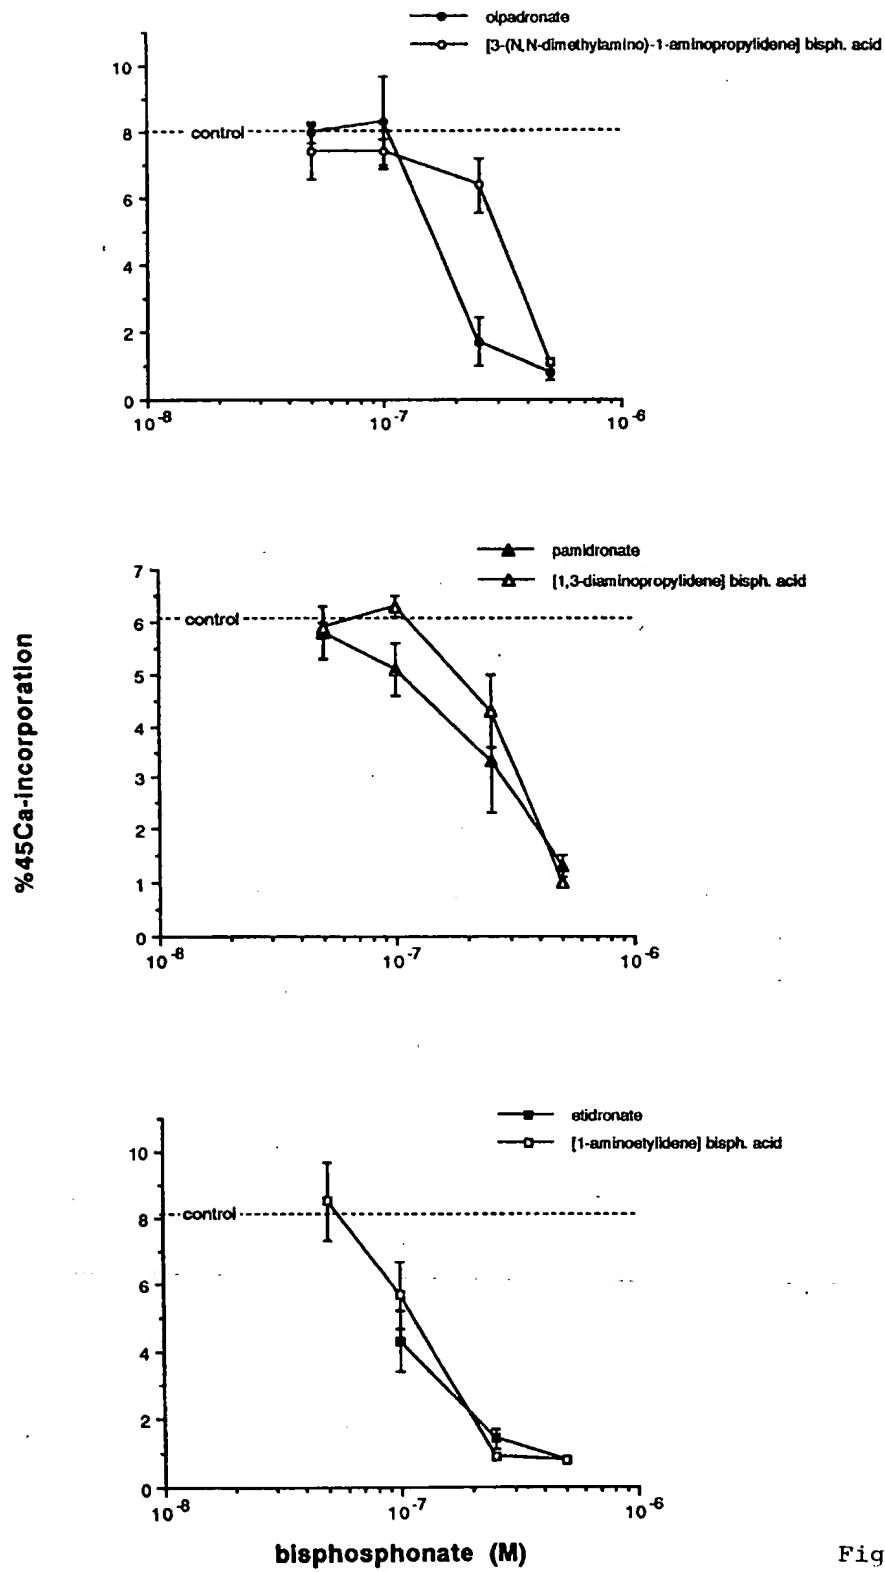 olpadronate
[3-(N,N-dimethylamino)-1-aminopropylidene] bisph. acid
10
control
8
6
4
2
0
10-8
10-7
10-6
pamidronate
[1,3-diaminopropylidene] bisph. acid
7
control
6
5
4
3
2
1
0
10-8
10-7
10-6
%45Ca-incorporation
etidronate
[1-aminoetylidene] bisph. acid
10
control
8
6
4
2
0
10-8
10-7
10-6
bisphosphonate (M)
Fig